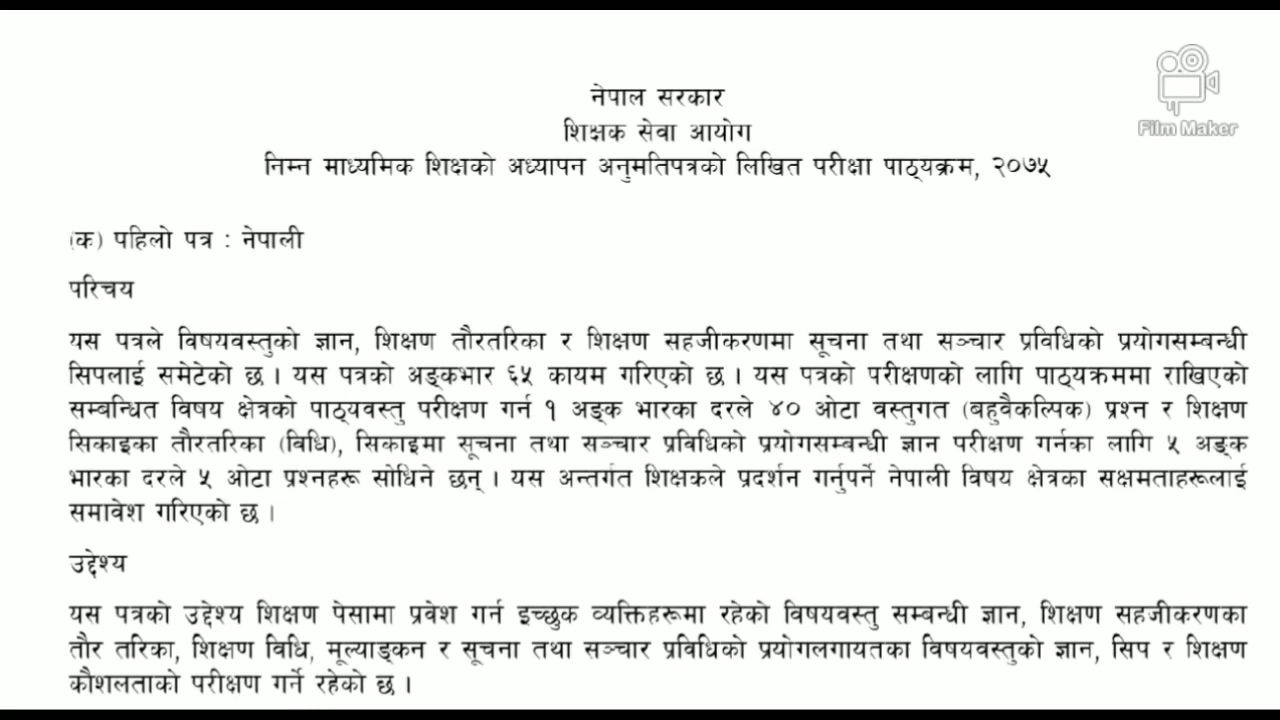 Film Maker
नेपाल सरकार
शिक्षक सेवा आयोग
निम्न माध्यमिक शिक्षको अध्यापन अनुमतिपत्रको लिखित परीक्षा पाठ्यक्रम, २०७५
(क) पहिलो पत्र : नेपाली
परिचय
यस पत्रले विषयवस्तुको ज्ञान, शिक्षण तौरतरिका र शिक्षण सहजीकरणमा सूचना तथा सञ्चार प्रविधिको प्रयोगसम्बन्धी
सिपलाई समेटेको छ । यस पत्रको अङ्कभार ६५ कायम गरिएको छ । यस पत्रको परीक्षणको लागि पाठ्यक्रममा राखिएको
सम्बन्धित विषय क्षेत्रको पाठ्यवस्तु परीक्षण गर्न १ अङ्क भारका दरले ४० ओटा वस्तुगत (बहुवैकल्पिक) प्रश्न र शिक्षण
सिकाइका तौरतरिका (विधि), सिकाइमा सूचना तथा सञ्चार प्रविधिको प्रयोगसम्बन्धी ज्ञान परीक्षण गर्नका लागि ५ अङ्क
भारका दरले ५ ओटा प्रश्नहरू सोधिने छन् । यस अन्तर्गत शिक्षकले प्रदर्शन गर्नुपर्ने नेपाली विषय क्षेत्रका सक्षमताहरूलाई
समावेश गरिएको छ ।
उद्देश्य
यस पत्रको उद्देश्य शिक्षण पेसामा प्रवेश गर्न इच्छुक व्यक्तिहरूमा रहेको विषयवस्तु सम्बन्धी ज्ञान, शिक्षण सहजीकरणका
तौर तरिका, शिक्षण विधि, मूल्याङ्कन र सूचना तथा सञ्चार प्रविधिको प्रयोगलगायतका विषयवस्तुको ज्ञान, सिप र शिक्षण
कौशलताको परीक्षण गर्ने रहेको छ ।